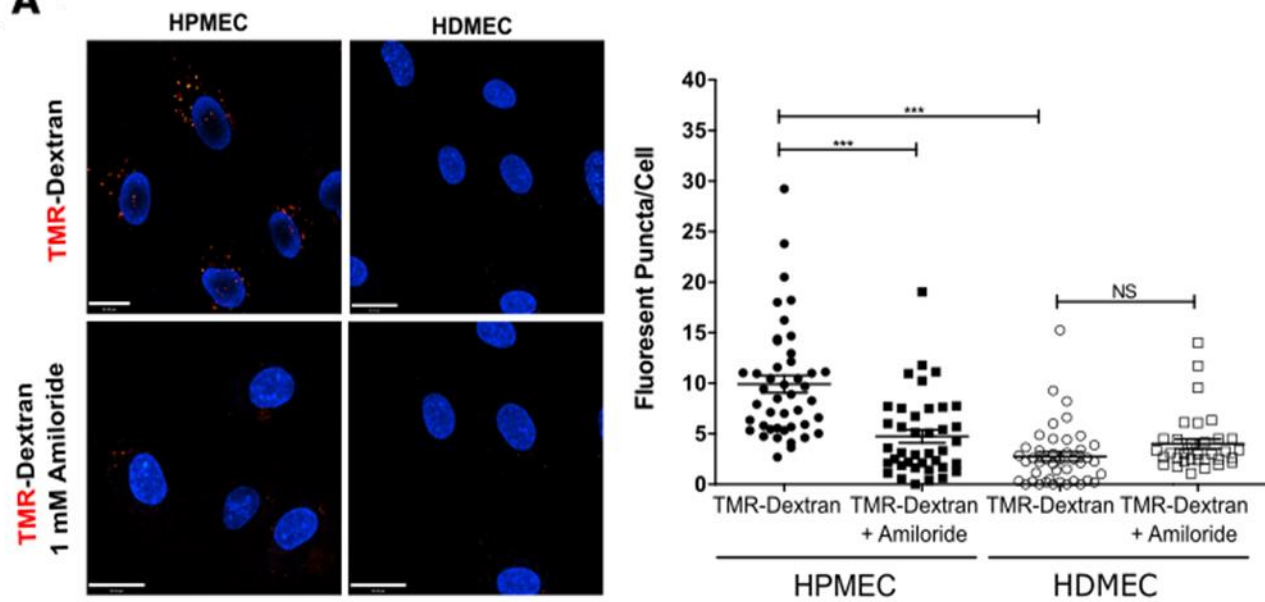 A
HPMEC
HDMEC
TMR-Dextran
TMR-Dextran
1 mM Amiloride
Fluoresent Puncta/Cell
40
35
30
25
20
15
10
5
0
***
***
NS
TMR-Dextran
TMR-Dextran
+ Amiloride
TMR-Dextran
TMR-Dextran
+ Amiloride
HPMEC
HDMEC